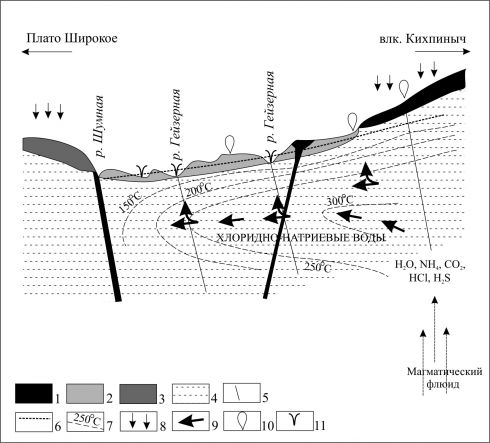 Плато Широкое
влк. Кихпиныч
р. Шумная
р. Гейзерная
р. Гейзерная
150°C
200°C
300°C
ХЛОРИДНО-НАТРИЕВЫЕ ВОДЫ
250°C
H₂O, NH₄, CO₂,
HCl, H₂S
Магматический
флюид
1 2 3 4 5
6 250°C 7 8 9 10 11